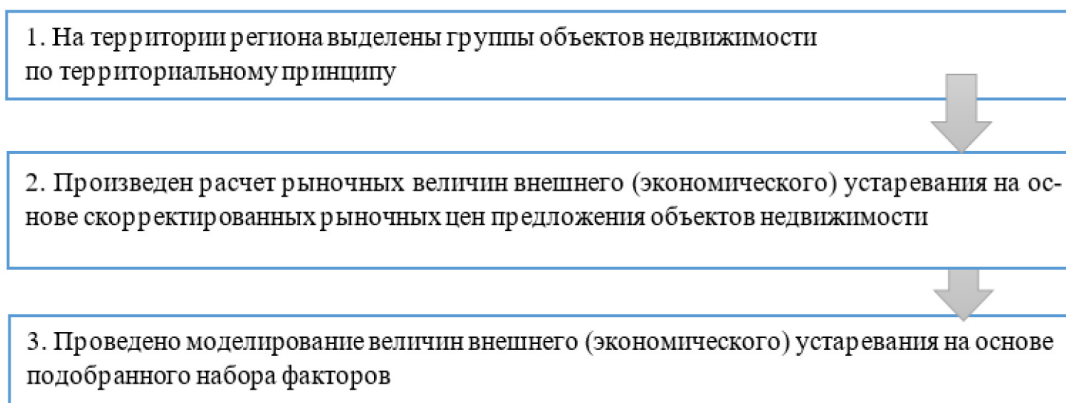 1. На территории региона выделены группы объектов недвижимости
по территориальному принципу
2. Произведен расчет рыночных величин внешнего (экономического) устаревания на ос-
нове скорректированных рыночных цен предложения объектов недвижимости
3. Проведено моделирование величин внешнего (экономического) устаревания на основе
подобранного набора факторов